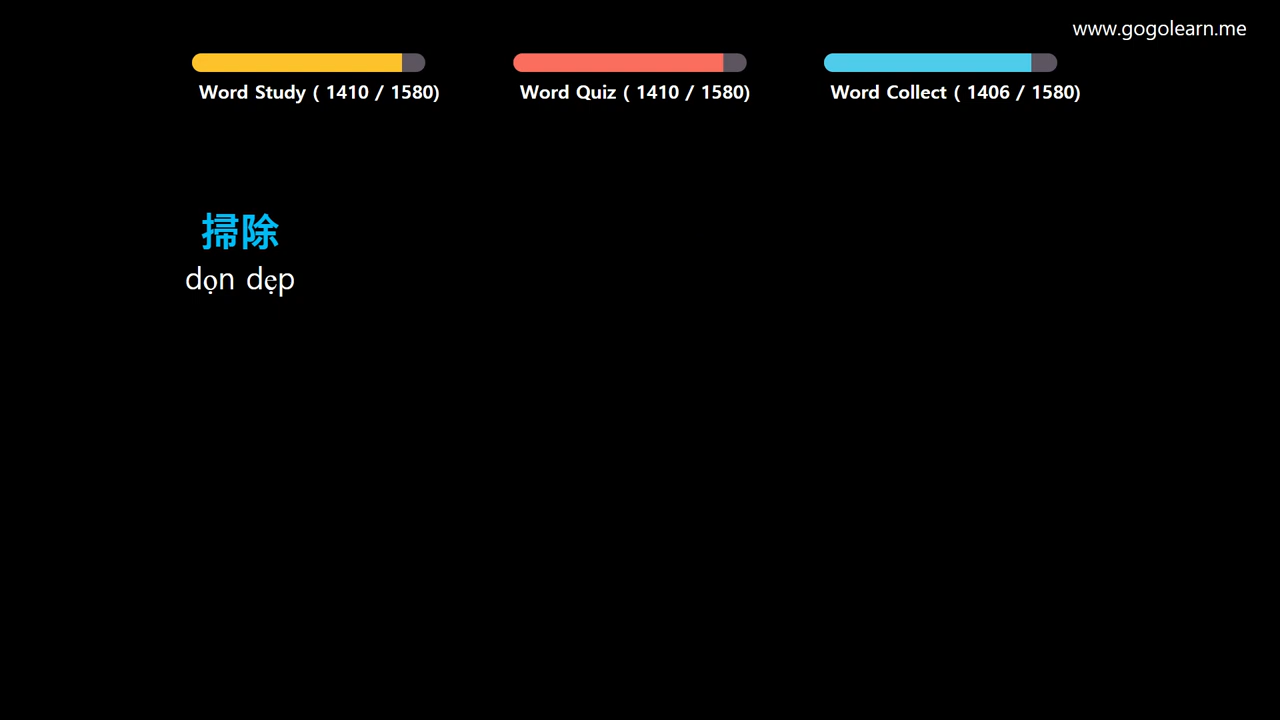 www.gogolearn.me
Word Study ( 1410 / 1580)
Word Quiz ( 1410 / 1580)
Word Collect ( 1406 / 1580)
掃除
dọn dẹp